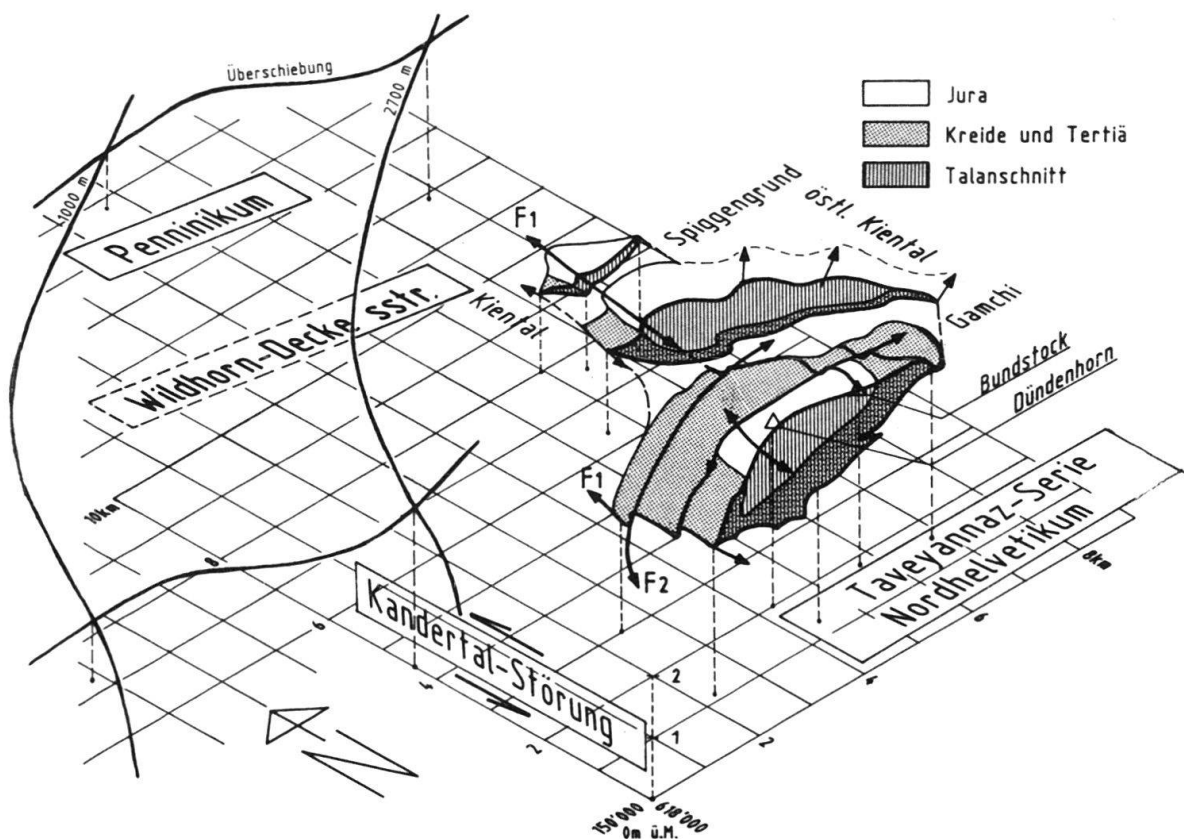 Überschiebung
2700 m
1000 m
Penninikum
Wildhorn-Decke sstr.
Jura
Kreide und Tertiä
Talanschnitt
F1
Spiggengrund
östl. Kiental
Kiental
Gamchi
Bundstock
Dündenhorn
F1
F2
Taveyannaz-Serie
Nordhelvetikum
Kandertal-Störung
10km
8
6
4
2
2
1
2
4
6
8km
150'000
618'000
0m ü.M.
N